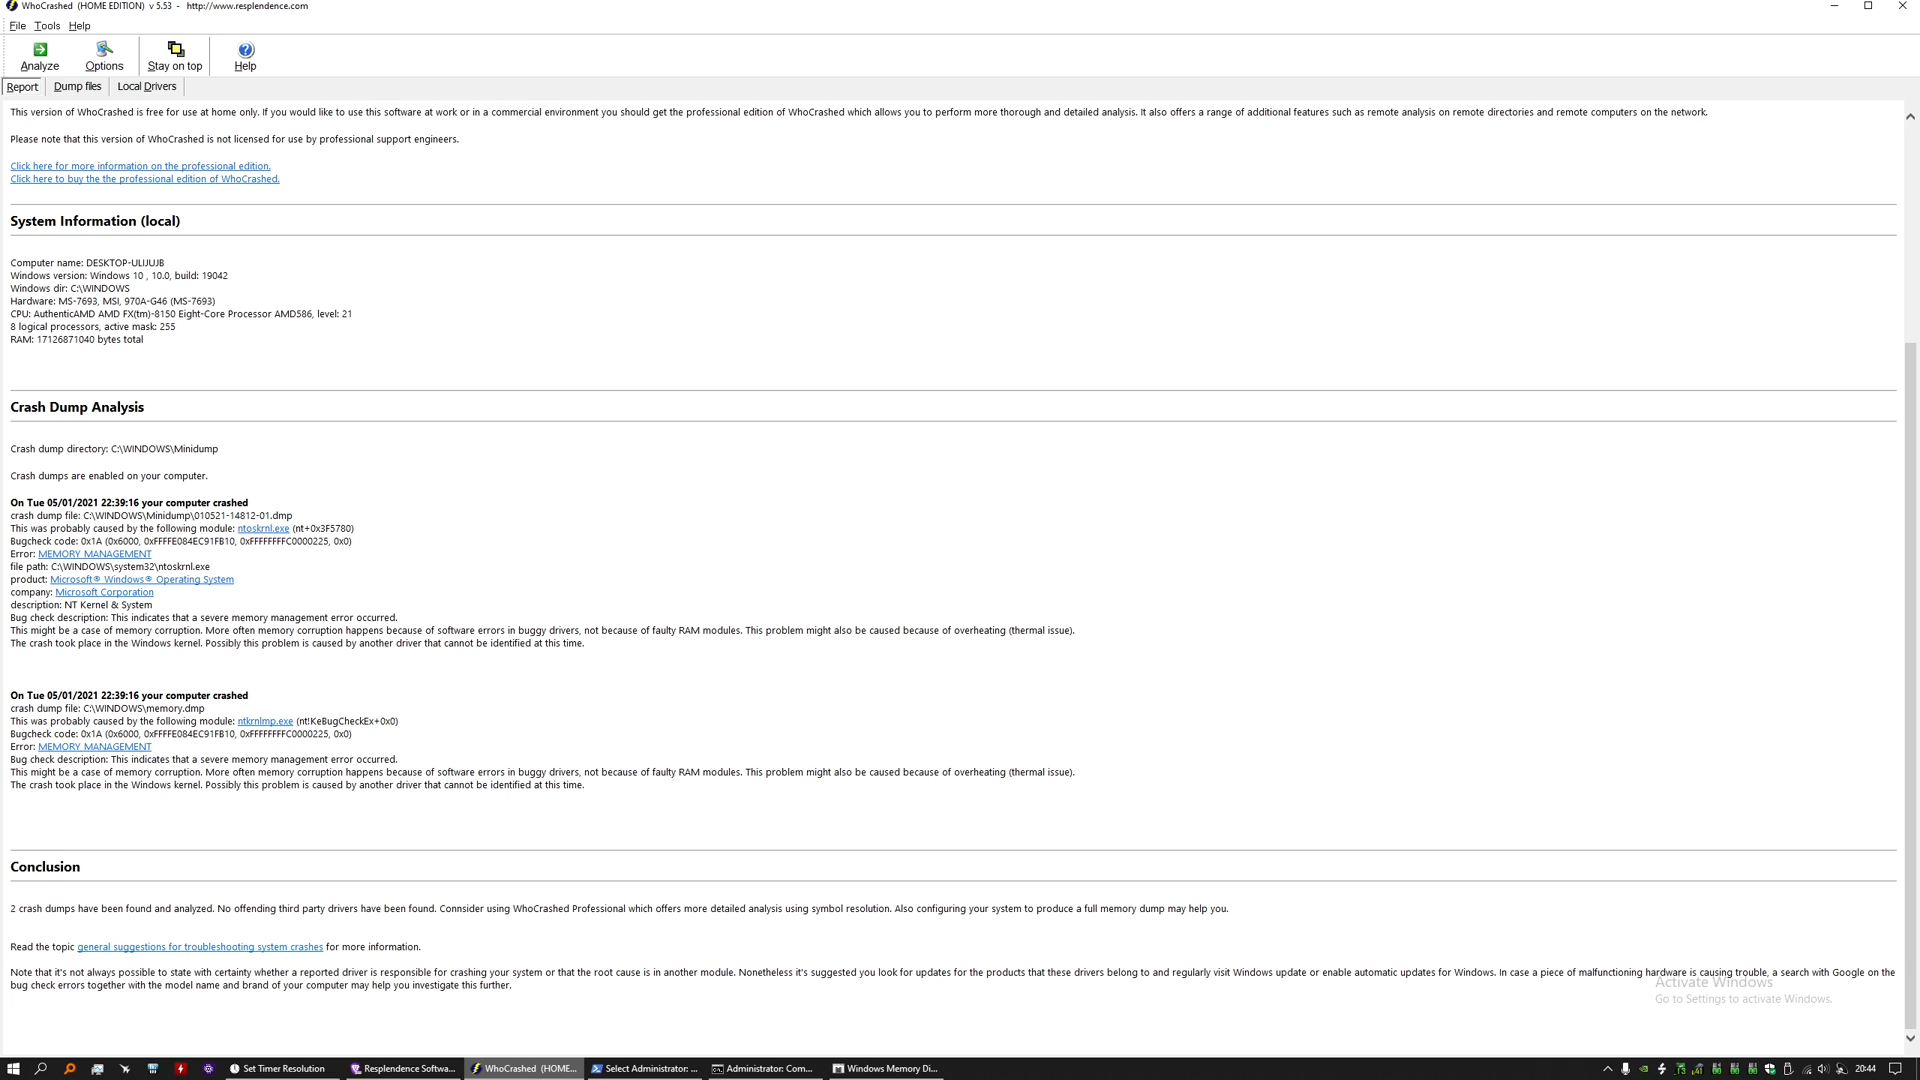 WhoCrashed (HOME EDITION) v 5.53 - http://www.resplendence.com
File Tools Help
Analyze Options Stay on top Help
Report Dump files Local Drivers
This version of WhoCrashed is free for use at home only. If you would like to use this software at work or in a commercial environment you should get the professional edition of WhoCrashed which allows you to perform more thorough and detailed analysis. It also offers a range of additional features such as remote analysis on remote directories and remote computers on the network.
Please note that this version of WhoCrashed is not licensed for use by professional support engineers.
Click here for more information on the professional edition.
Click here to buy the the professional edition of WhoCrashed.
System Information (local)
Computer name: DESKTOP-ULIJUJB
Windows version: Windows 10 , 10.0, build: 19042
Windows dir: C:\WINDOWS
Hardware: MS-7693, MSI, 970A-G46 (MS-7693)
CPU: AuthenticAMD AMD FX(tm)-8150 Eight-Core Processor AMD586, level: 21
8 logical processors, active mask: 255
RAM: 17126871040 bytes total
Crash Dump Analysis
Crash dump directory: C:\WINDOWS\Minidump
Crash dumps are enabled on your computer.
On Tue 05/01/2021 22:39:16 your computer crashed
crash dump file: C:\WINDOWS\Minidump\010521-14812-01.dmp
This was probably caused by the following module: ntoskrnl.exe (nt+0x3F5780)
Bugcheck code: 0x1A (0x6000, 0xFFFFE084EC91FB10, 0xFFFFFFFFC0000225, 0x0)
Error: MEMORY_MANAGEMENT
file path: C:\WINDOWS\system32\ntoskrnl.exe
product: Microsoft® Windows® Operating System
company: Microsoft Corporation
description: NT Kernel & System
Bug check description: This indicates that a severe memory management error occurred.
This might be a case of memory corruption. More often memory corruption happens because of software errors in buggy drivers, not because of faulty RAM modules. This problem might also be caused because of overheating (thermal issue).
The crash took place in the Windows kernel. Possibly this problem is caused by another driver that cannot be identified at this time.
On Tue 05/01/2021 22:39:16 your computer crashed
crash dump file: C:\WINDOWS\memory.dmp
This was probably caused by the following module: ntkrnlmp.exe (nt!KeBugCheckEx+0x0)
Bugcheck code: 0x1A (0x6000, 0xFFFFE084EC91FB10, 0xFFFFFFFFC0000225, 0x0)
Error: MEMORY_MANAGEMENT
Bug check description: This indicates that a severe memory management error occurred.
This might be a case of memory corruption. More often memory corruption happens because of software errors in buggy drivers, not because of faulty RAM modules. This problem might also be caused because of overheating (thermal issue).
The crash took place in the Windows kernel. Possibly this problem is caused by another driver that cannot be identified at this time.
Conclusion
2 crash dumps have been found and analyzed. No offending third party drivers have been found. Connsider using WhoCrashed Professional which offers more detailed analysis using symbol resolution. Also configuring your system to produce a full memory dump may help you.
Read the topic general suggestions for troubleshooting system crashes for more information.
Note that it's not always possible to state with certainty whether a reported driver is responsible for crashing your system or that the root cause is in another module. Nonetheless it's suggested you look for updates for the products that these drivers belong to and regularly visit Windows update or enable automatic updates for Windows. In case a piece of malfunctioning hardware is causing trouble, a search with Google on the
bug check errors together with the model name and brand of your computer may help you investigate this further.
Activate Windows
Go to Settings to activate Windows.
Set Timer Resolution Resplendence Softwa... WhoCrashed (HOME... Select Administrator: ... Administrator: Com... Windows Memory Di... 20:44